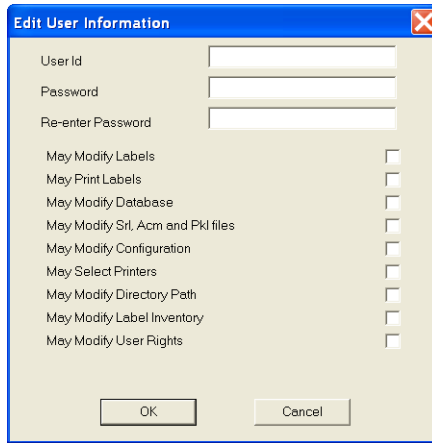 Edit User Information
User Id
Password
Re-enter Password
May Modify Labels
May Print Labels
May Modify Database
May Modify Srl, Acm and Pkl files
May Modify Configuration
May Select Printers
May Modify Directory Path
May Modify Label Inventory
May Modify User Rights
OK Cancel